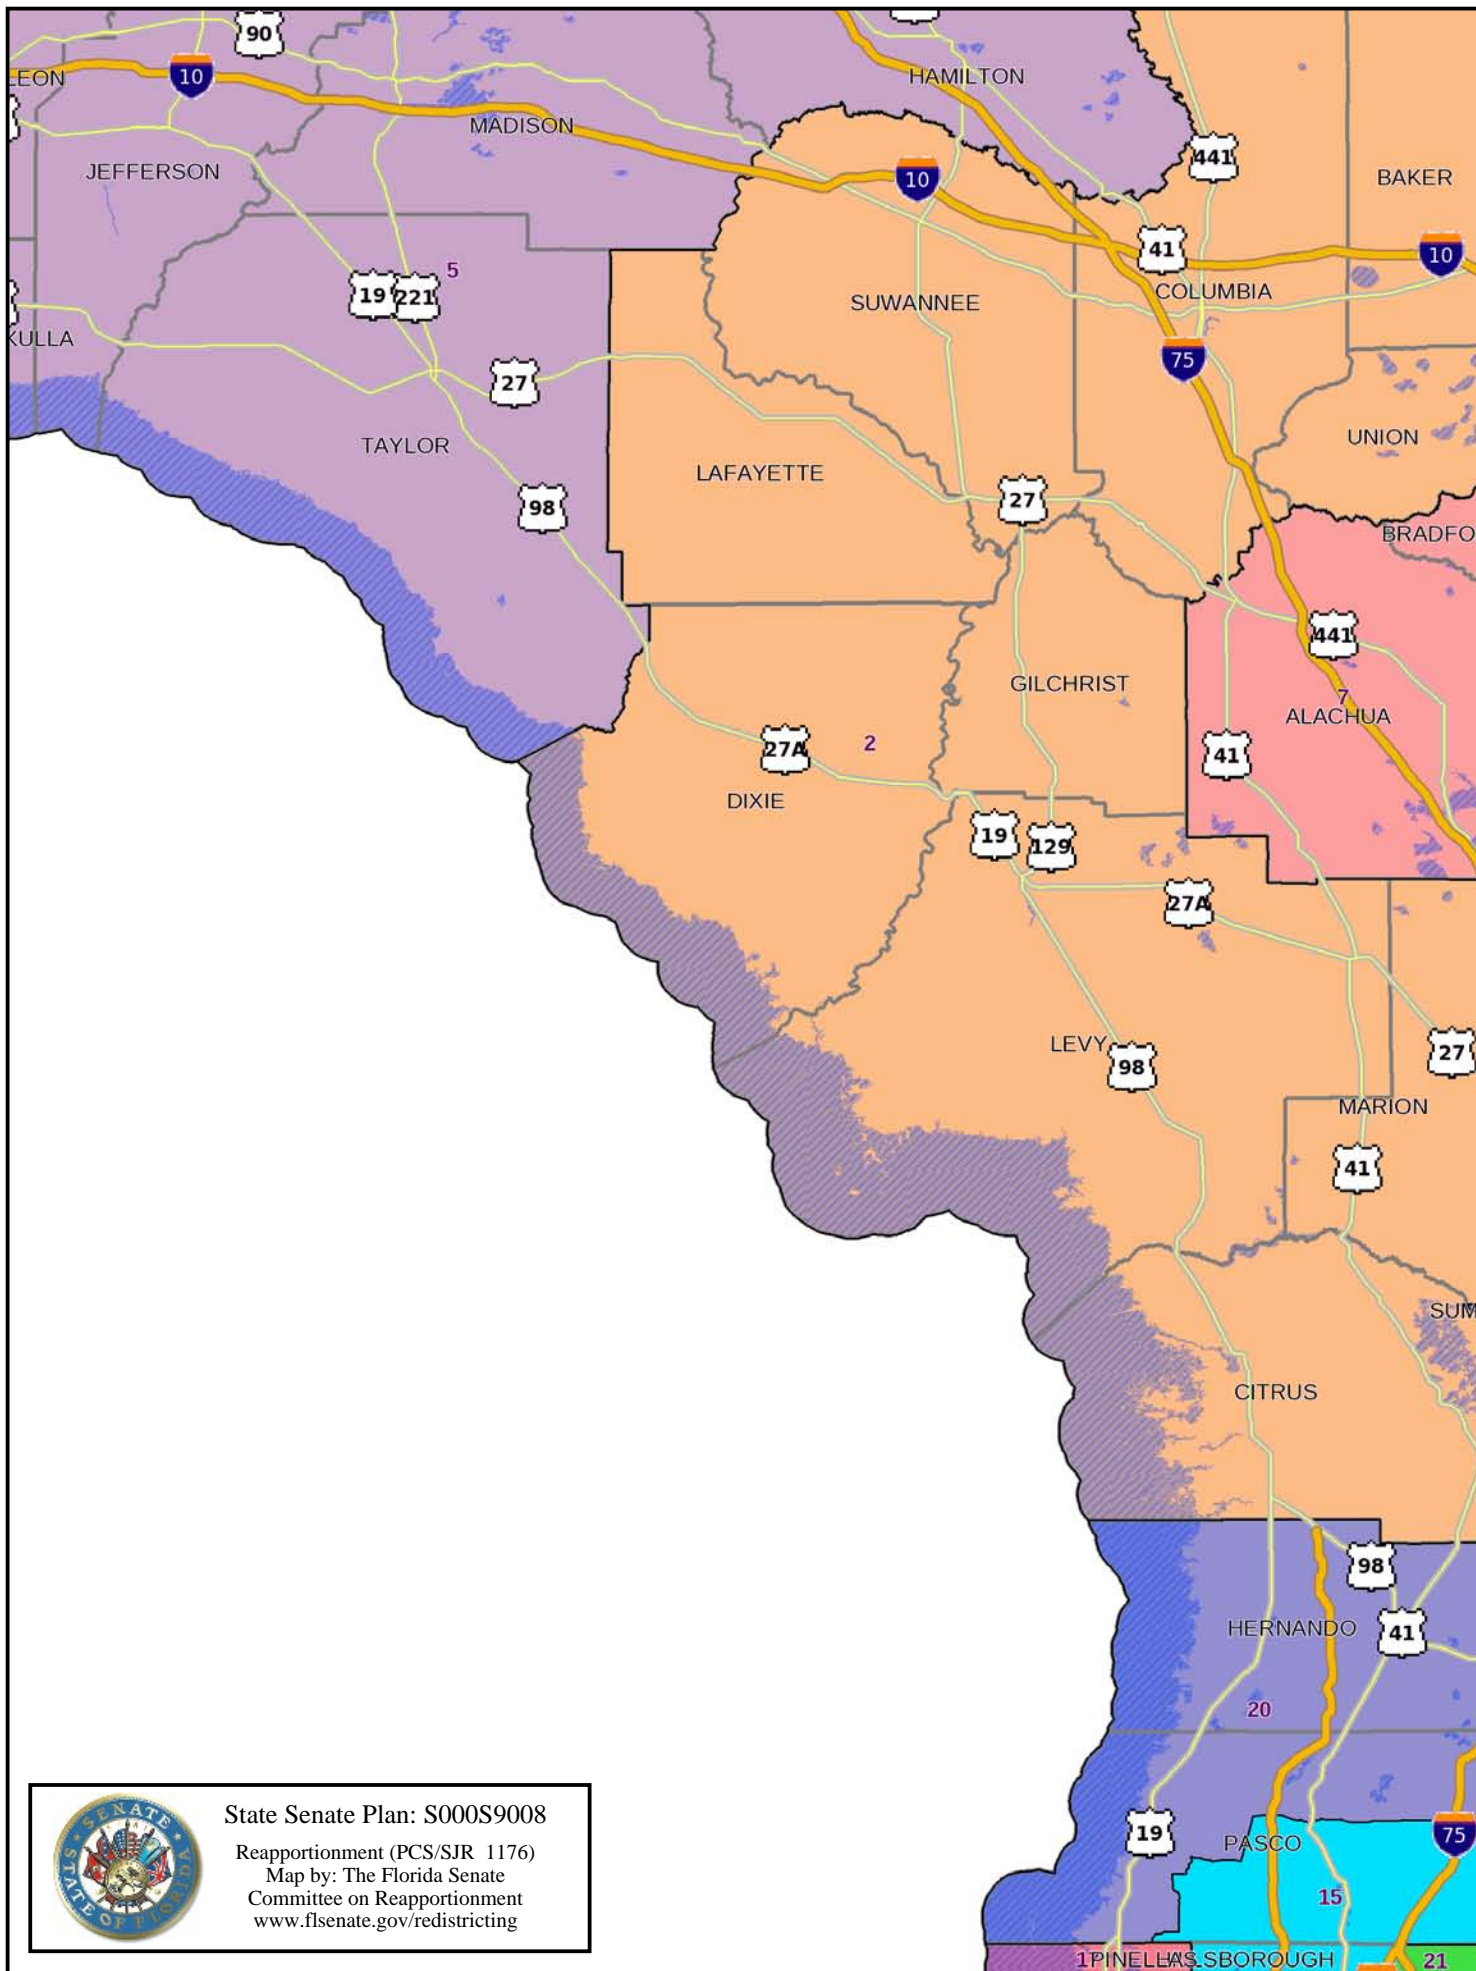 90
10
LEON
HAMILTON
MADISON
441
JEFFERSON
10
BAKER
41
10
5
19
221
SUWANNEE
COLUMBIA
KULLA
75
27
UNION
TAYLOR
LAFAYETTE
98
27
BRADFO
441
GILCHRIST
7
ALACHUA
27A
2
41
DIXIE
19
129
27A
LEVY
98
27
MARION
41
SUM
CITRUS
98
HERNANDO
41
20
19
PASCO
75
15
PINELLAS
LSBOROUGH
21
SENATE
STATE OF FLORIDA
State Senate Plan: S000S9008
Reapportionment (PCS/SJR 1176)
Map by: The Florida Senate
Committee on Reapportionment
www.flsenate.gov/redistricting